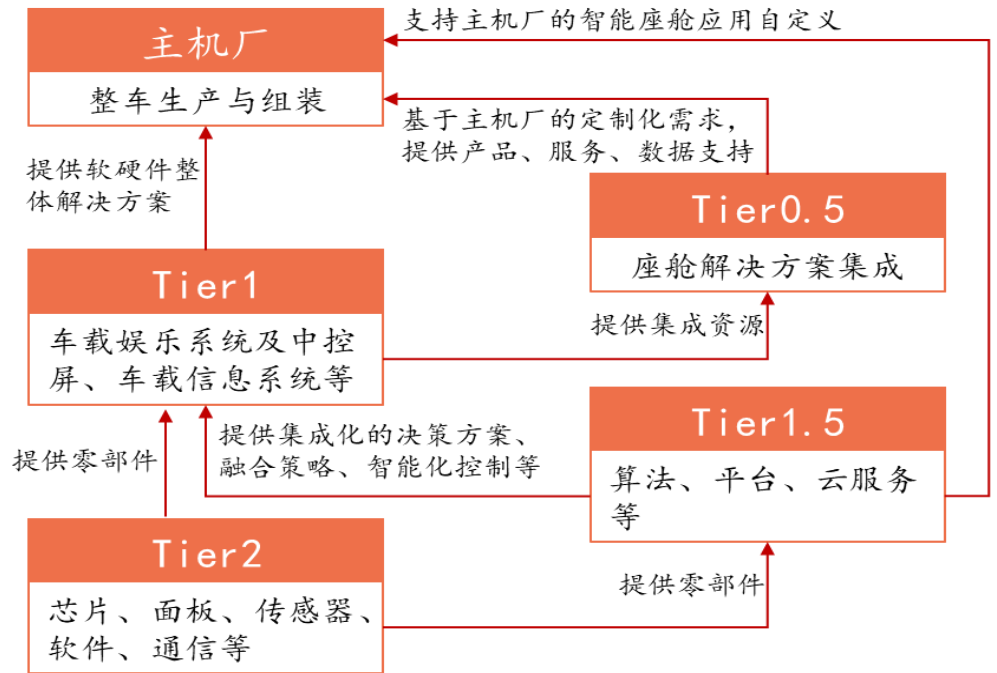 支持主机厂的智能座舱应用自定义
主机厂
整车生产与组装
基于主机厂的定制化需求，
提供产品、服务、数据支持
提供软硬件整
体解决方案
Tier0.5
座舱解决方案集成
Tier1
车载娱乐系统及中控
屏、车载信息系统等
提供集成资源
Tier1.5
算法、平台、云服务
等
提供集成化的决策方案、
融合策略、智能化控制等
提供零部件
Tier2
芯片、面板、传感器、
软件、通信等
提供零部件